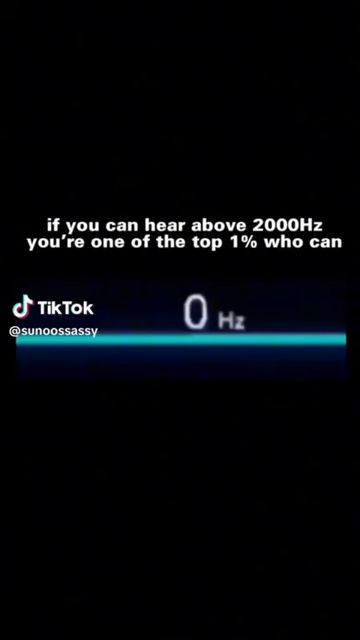 if you can hear above 2000Hz
you're one of the top 1% who can
0 Hz
TikTok
@sunoossassy